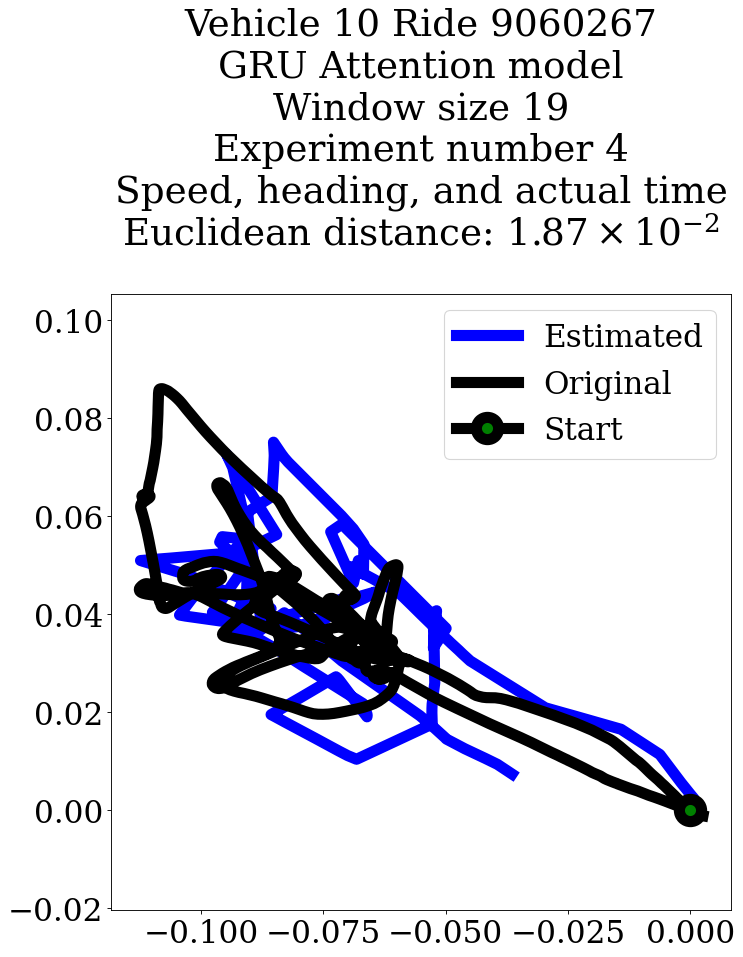 Vehicle 10 Ride 9060267
GRU Attention model
Window size 19
Experiment number 4
Speed, heading, and actual time
Euclidean distance: 1.87 × 10⁻²
Estimated
Original
Start
0.10
0.08
0.06
0.04
0.02
0.00
−0.02
−0.100 −0.075 −0.050 −0.025 0.000